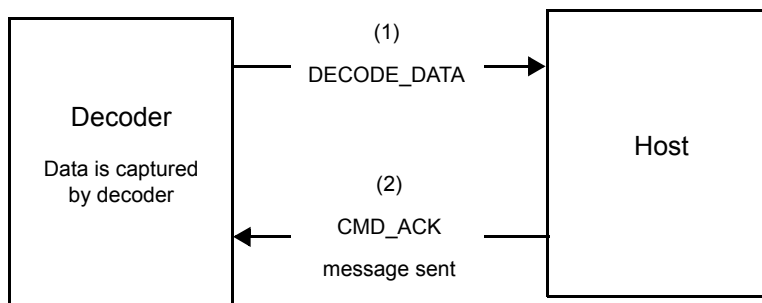 (1)
DECODE_DATA
Decoder
Data is captured
by decoder
Host
(2)
CMD_ACK
message sent